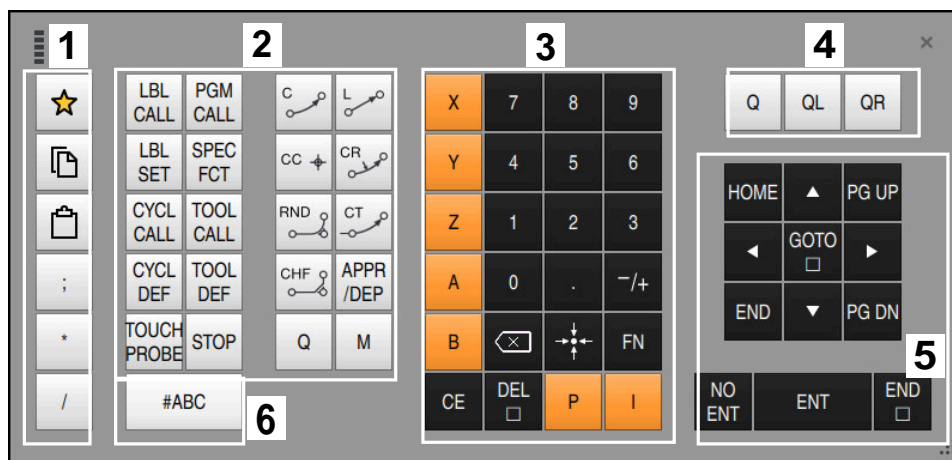 1
2
3
4
×
LBL CALL
PGM CALL
C
L
X
7
8
9
Q
QL
QR
LBL SET
SPEC FCT
CC
CR
Y
4
5
6
HOME
PG UP
CYCL CALL
TOOL CALL
RND
CT
Z
1
2
3
GOTO
;
CYCL DEF
TOOL DEF
CHF
APPR /DEP
A
0
.
-/+
END
PG DN
*
TOUCH PROBE
STOP
Q
M
B
FN
5
/
#ABC
6
CE
DEL
P
I
NO ENT
ENT
END